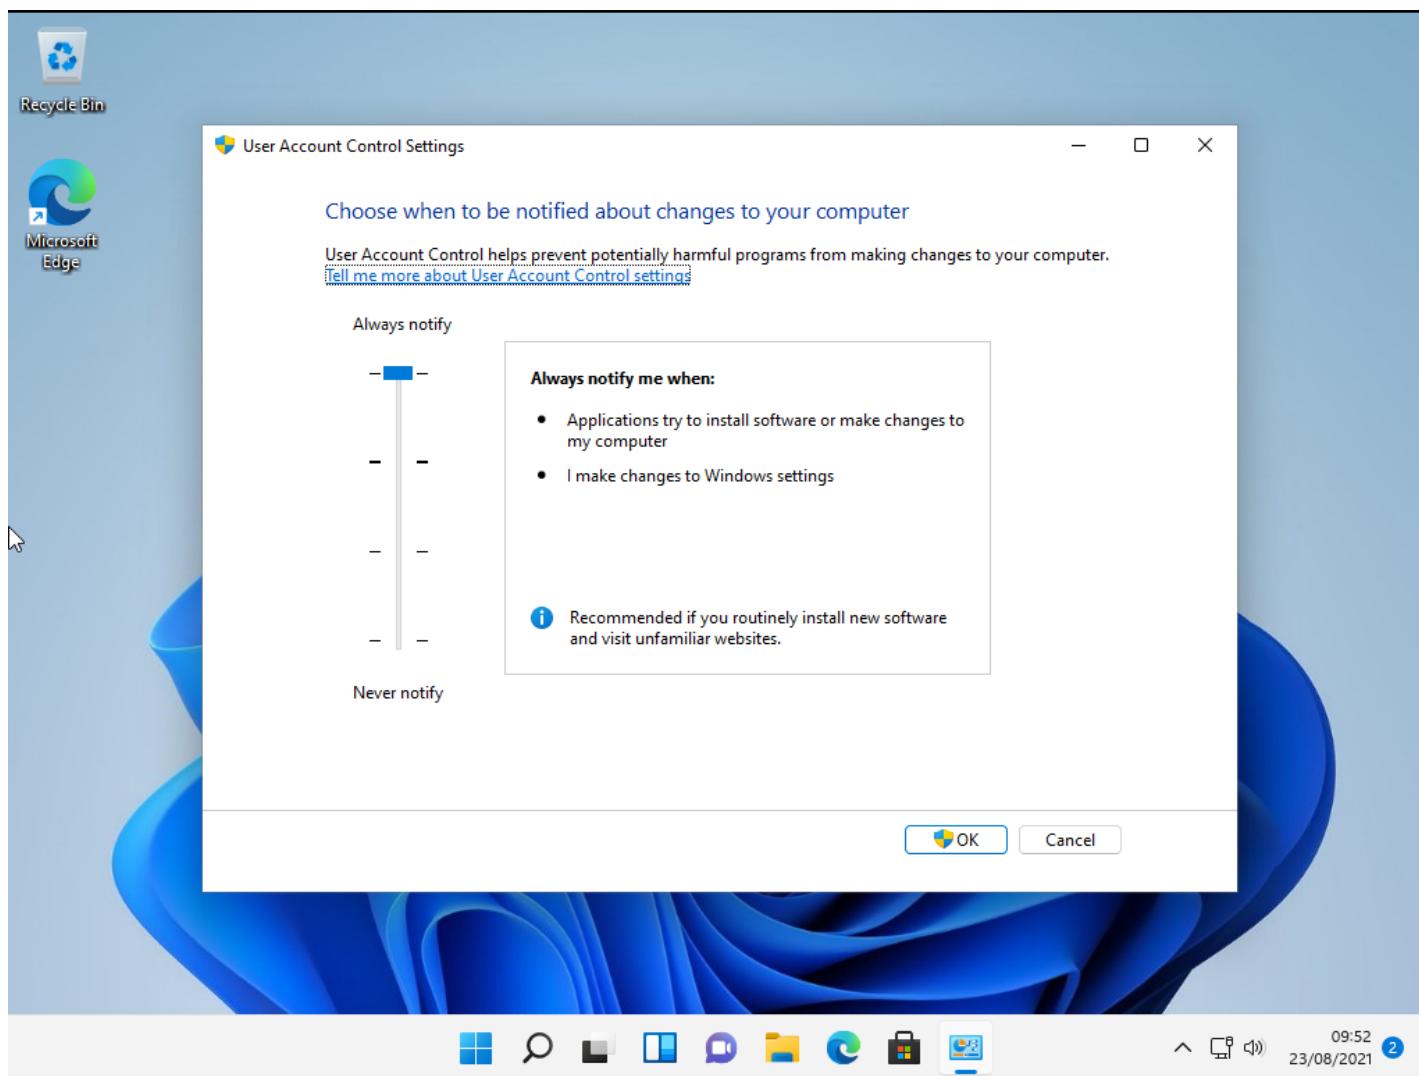 Recycle Bin
Microsoft
Edge
User Account Control Settings
Choose when to be notified about changes to your computer
User Account Control helps prevent potentially harmful programs from making changes to your computer.
Tell me more about User Account Control settings
Always notify
Always notify me when:
Applications try to install software or make changes to
my computer
I make changes to Windows settings
Recommended if you routinely install new software
and visit unfamiliar websites.
Never notify
OK
Cancel
09:52
23/08/2021
2